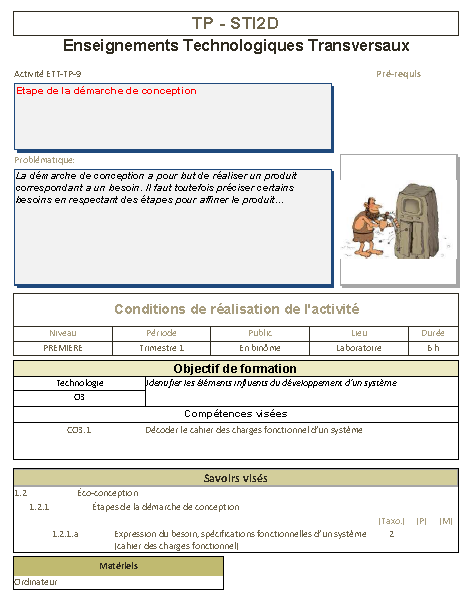 TP - STI2D
Enseignements Technologiques Transversaux
Activité ETT-TP-9
Pré-requis
Etape de la démarche de conception
Problématique:
La démarche de conception a pour but de réaliser un produit
correspondant a un besoin. Il faut toutefois préciser certains
besoins en respectant des étapes pour affiner le produit...
Conditions de réalisation de l'activité
Niveau Période Public Lieu Durée
PREMIERE Trimestre 1 En binôme Laboratoire 6 h
Objectif de formation
Technologie Identifier les éléments influents du développement d'un système
O3
Compétences visées
CO3.1 Décoder le cahier des charges fonctionnel d'un système
Savoirs visés
1.2 Éco-conception
1.2.1 Étapes de la démarche de conception
(Taxo.) (P) (M)
1.2.1.a Expression du besoin, spécifications fonctionnelles d'un système 2
(cahier des charges fonctionnel)
Matériels
Ordinateur